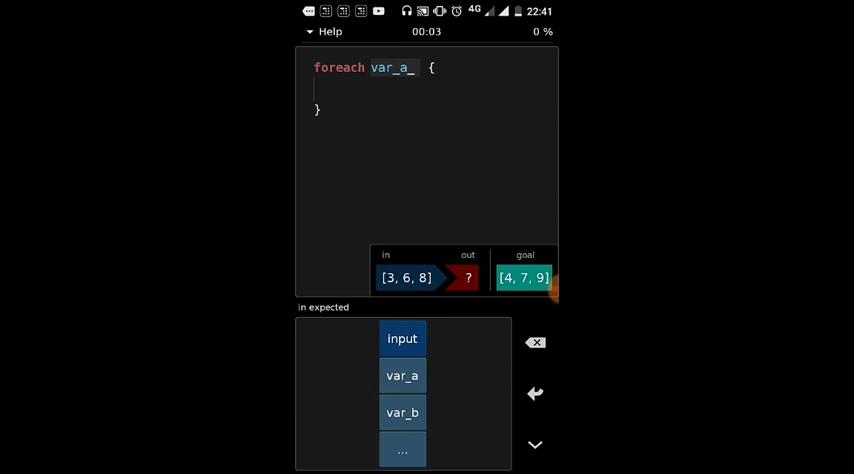 4G 22:41
Help 00:03 0 %
foreach var_a_ {
}
in out goal
[3, 6, 8] ? [4, 7, 9]
in expected
input
var_a
var_b
...